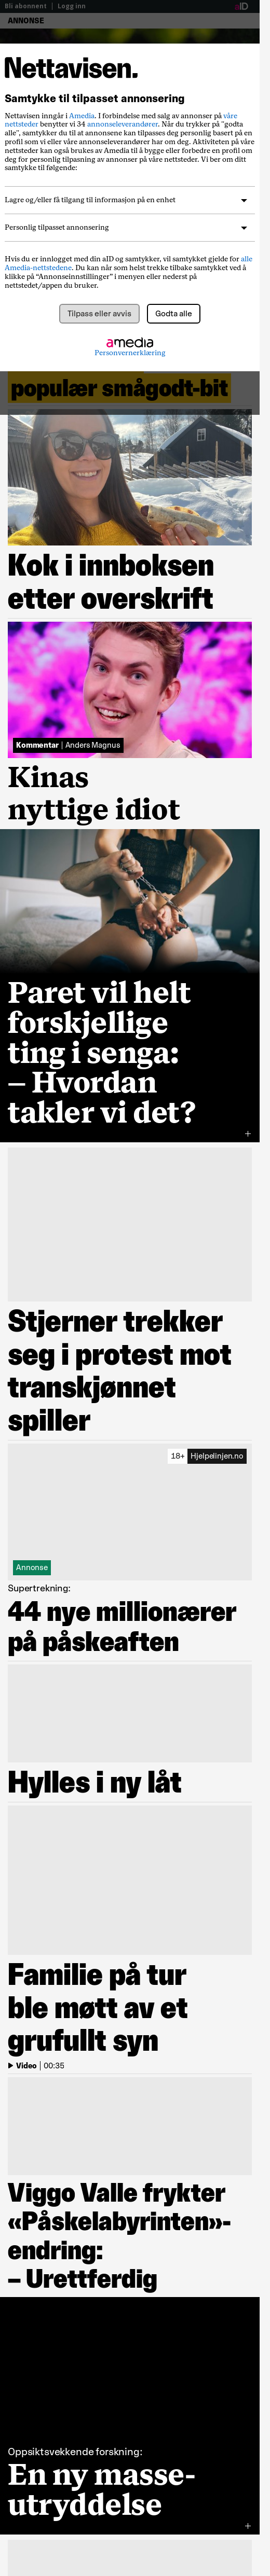 Bli abonnent | Logg inn
aID
ANNONSE
Nettavisen.
Samtykke til tilpasset annonsering
Nettavisen inngår i Amedia. I forbindelse med salg av annonser på våre
nettsteder benytter vi 34 annonseleverandører. Når du trykker på "godta
alle", samtykker du til at annonser kan tilpasses deg personlig basert på en
profil som vi eller våre annonseleverandører har om deg. Aktiviteten på våre
nettsteder kan også brukes av Amedia til å bygge eller forbedre en profil om
deg for personlig tilpasning av annonser på våre nettsteder. Vi ber om ditt
samtykke til følgende:
Lagre og/eller få tilgang til informasjon på en enhet
Personlig tilpasset annonsering
Hvis du er innlogget med din aID og samtykker, vil samtykket gjelde for alle
Amedia-nettstedene. Du kan når som helst trekke tilbake samtykket ved å
klikke på “Annonseinnstillinger” i menyen eller nederst på
nettstedet/appen du bruker.
Tilpass eller avvis
Godta alle
amedia
Personvernerklæring
populær smågodt-bit
Kok i innboksen
etter overskrift
Kommentar | Anders Magnus
Kinas
nyttige idiot
Paret vil helt
forskjellige
ting i senga:
– Hvordan
takler vi det?
Stjerner trekker
seg i protest mot
transkjønnet
spiller
18+ Hjelpelinjen.no
Annonse
Supertrekning:
44 nye millionærer
på påskeaften
Hylles i ny låt
Familie på tur
ble møtt av et
grufullt syn
Video | 00:35
Viggo Valle frykter
«Påskelabyrinten»-
endring:
– Urettferdig
Oppsiktsvekkende forskning:
En ny masse-
utryddelse